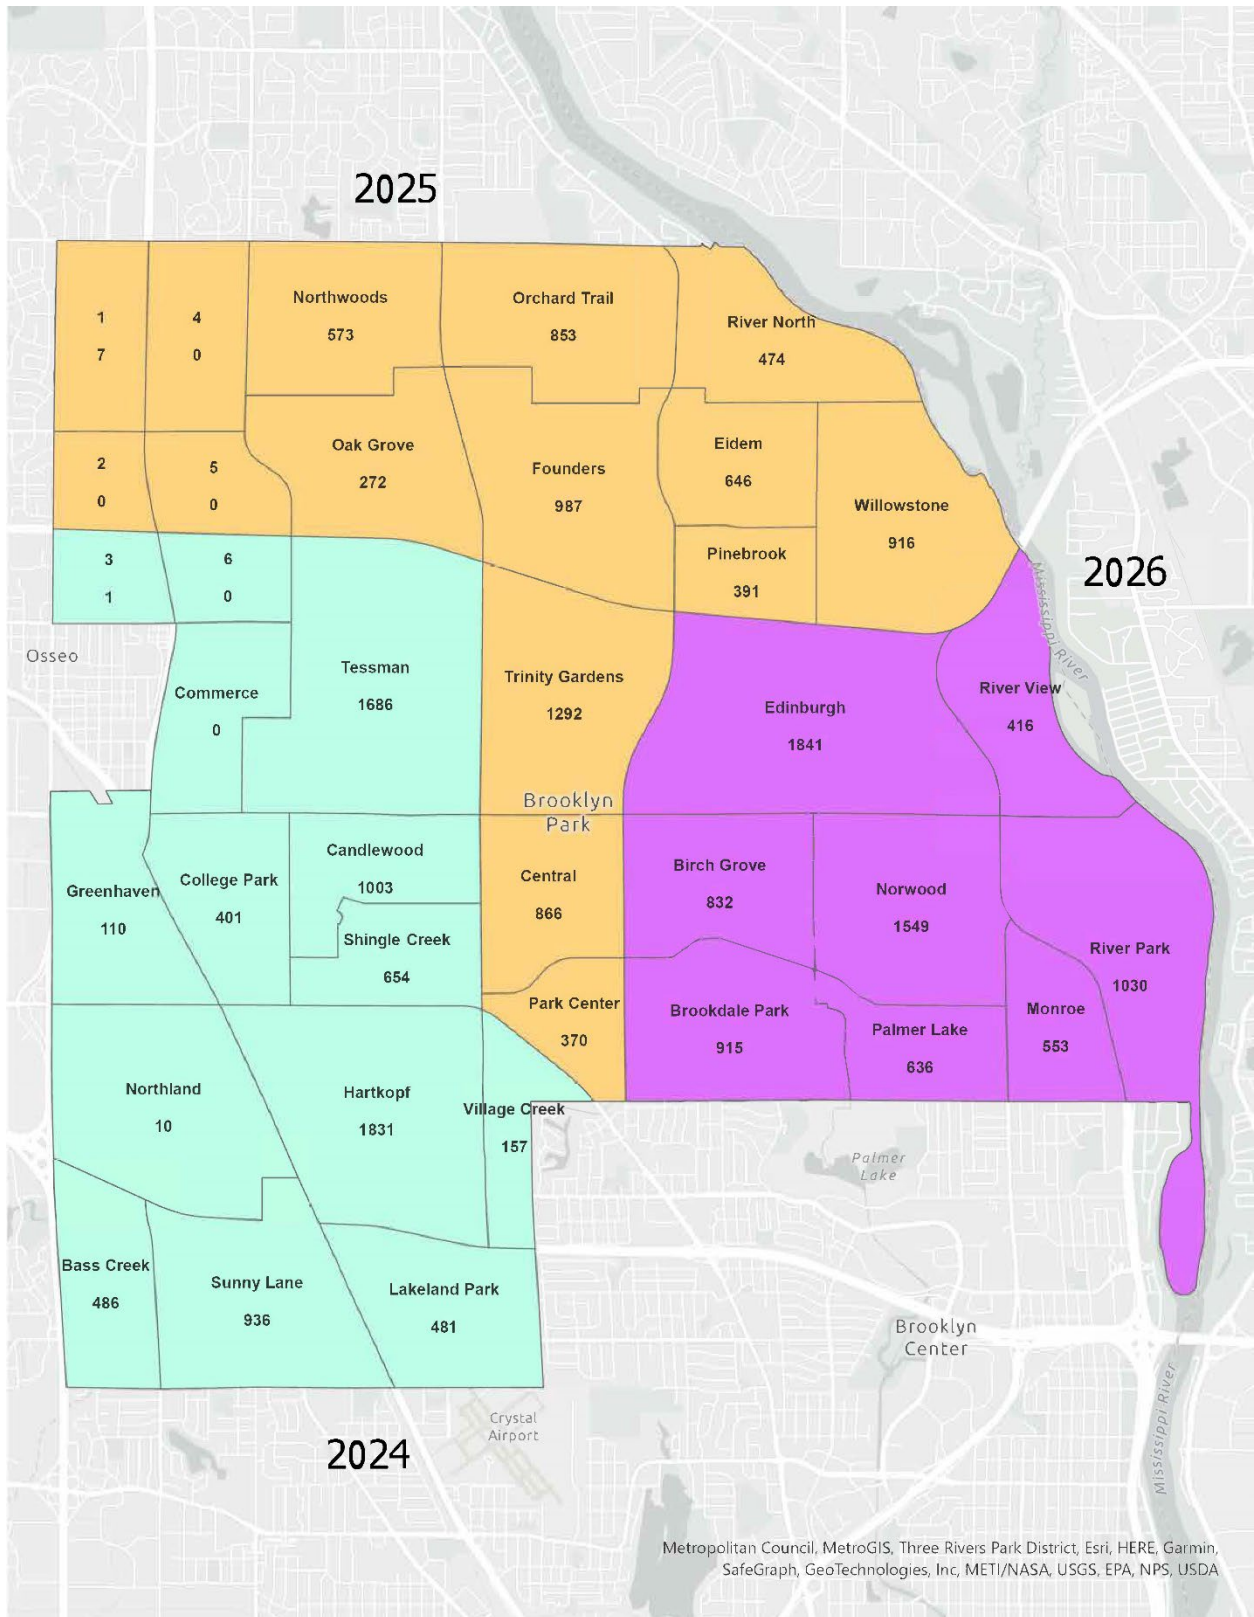 2025
Northwoods
573
Orchard Trail
853
River North
474
1
7
4
0
Oak Grove
272
Founders
987
Eidem
646
Willowstone
916
2
0
5
0
Pinebrook
391
2026
3
1
6
0
Mississippi River
Osseo
Tessman
1686
Trinity Gardens
1292
Commerce
0
Edinburgh
1841
River View
416
Brooklyn
Park
Greenhaven
110
College Park
401
Candlewood
1003
Shingle Creek
654
Central
866
Birch Grove
832
Norwood
1549
River Park
1030
Park Center
370
Brookdale Park
915
Palmer Lake
636
Monroe
553
Northland
10
Hartkopf
1831
Village Creek
157
Palmer
Lake
Bass Creek
486
Sunny Lane
936
Lakeland Park
481
Brooklyn
Center
Mississippi River
Crystal
Airport
2024
Metropolitan Council, MetroGIS, Three Rivers Park District, Esri, HERE, Garmin,
SafeGraph, GeoTechnologies, Inc, METI/NASA, USGS, EPA, NPS, USDA